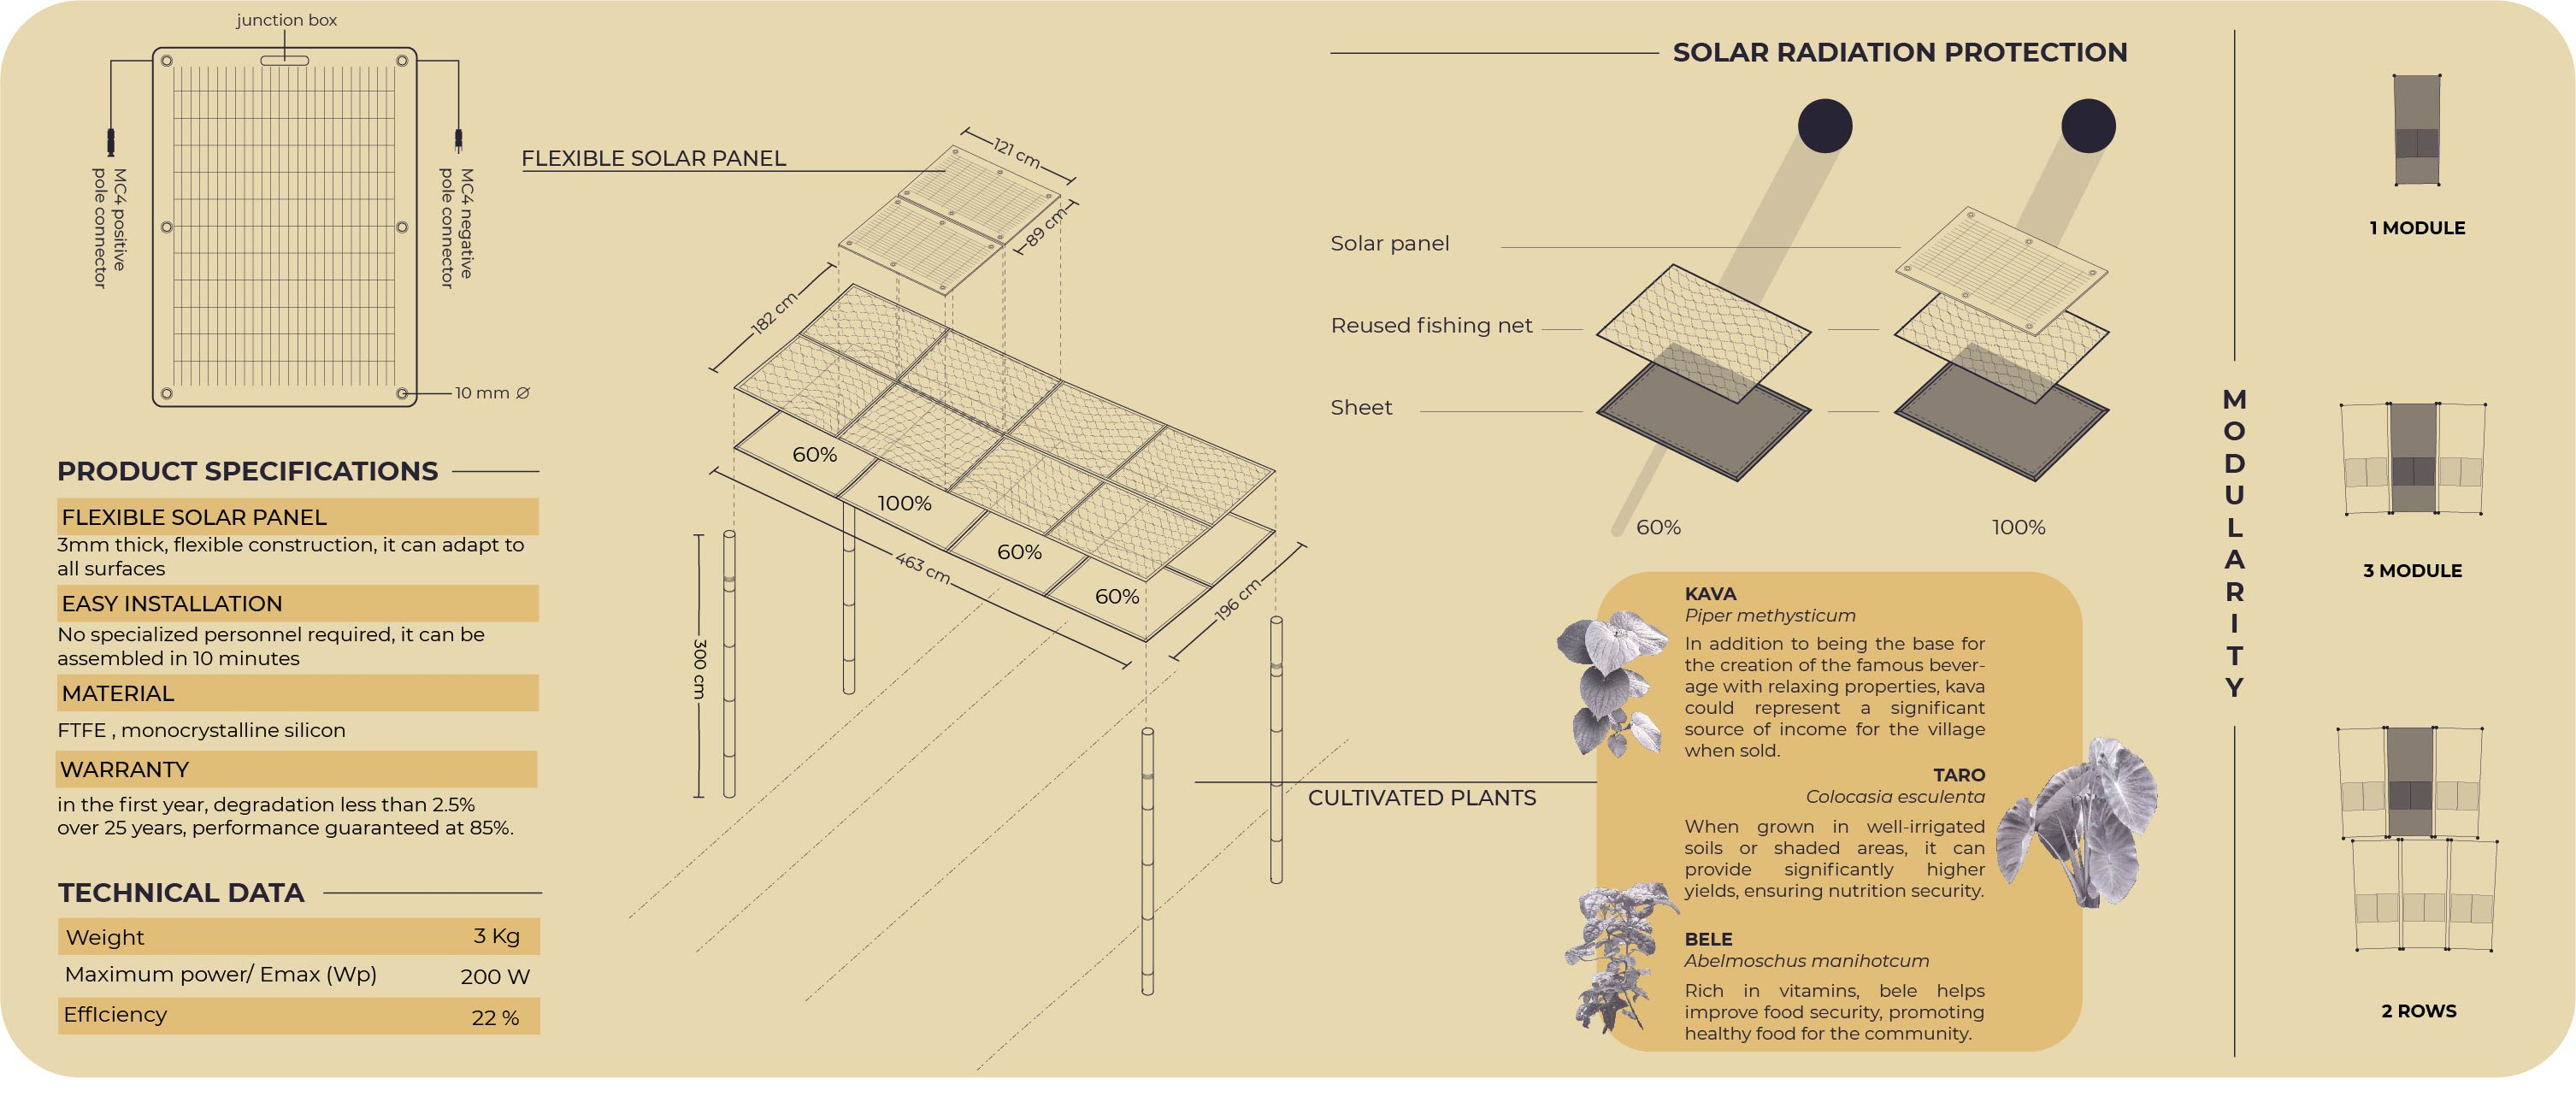 junction box
MC4 positive
pole connector
MC4 negative
pole connector
10 mm Ø
PRODUCT SPECIFICATIONS
FLEXIBLE SOLAR PANEL
3mm thick, flexible construction, it can adapt to
all surfaces
EASY INSTALLATION
No specialized personnel required, it can be
assembled in 10 minutes
MATERIAL
FTFE , monocrystalline silicon
WARRANTY
in the first year, degradation less than 2.5%
over 25 years, performance guaranteed at 85%.
TECHNICAL DATA
Weight 3 Kg
Maximum power/ Emax (Wp) 200 W
EffIciency 22 %
FLEXIBLE SOLAR PANEL
121 cm
89 cm
182 cm
60%
100%
60%
60%
463 cm
196 cm
300 cm
CULTIVATED PLANTS
SOLAR RADIATION PROTECTION
Solar panel
Reused fishing net
Sheet
60%
100%
KAVA
Piper methysticum
In addition to being the base for
the creation of the famous bever-
age with relaxing properties, kava
could represent a significant
source of income for the village
when sold.
TARO
Colocasia esculenta
When grown in well-irrigated
soils or shaded areas, it can
provide significantly higher
yields, ensuring nutrition security.
BELE
Abelmoschus manihotcum
Rich in vitamins, bele helps
improve food security, promoting
healthy food for the community.
MODULARITY
1 MODULE
3 MODULE
2 ROWS